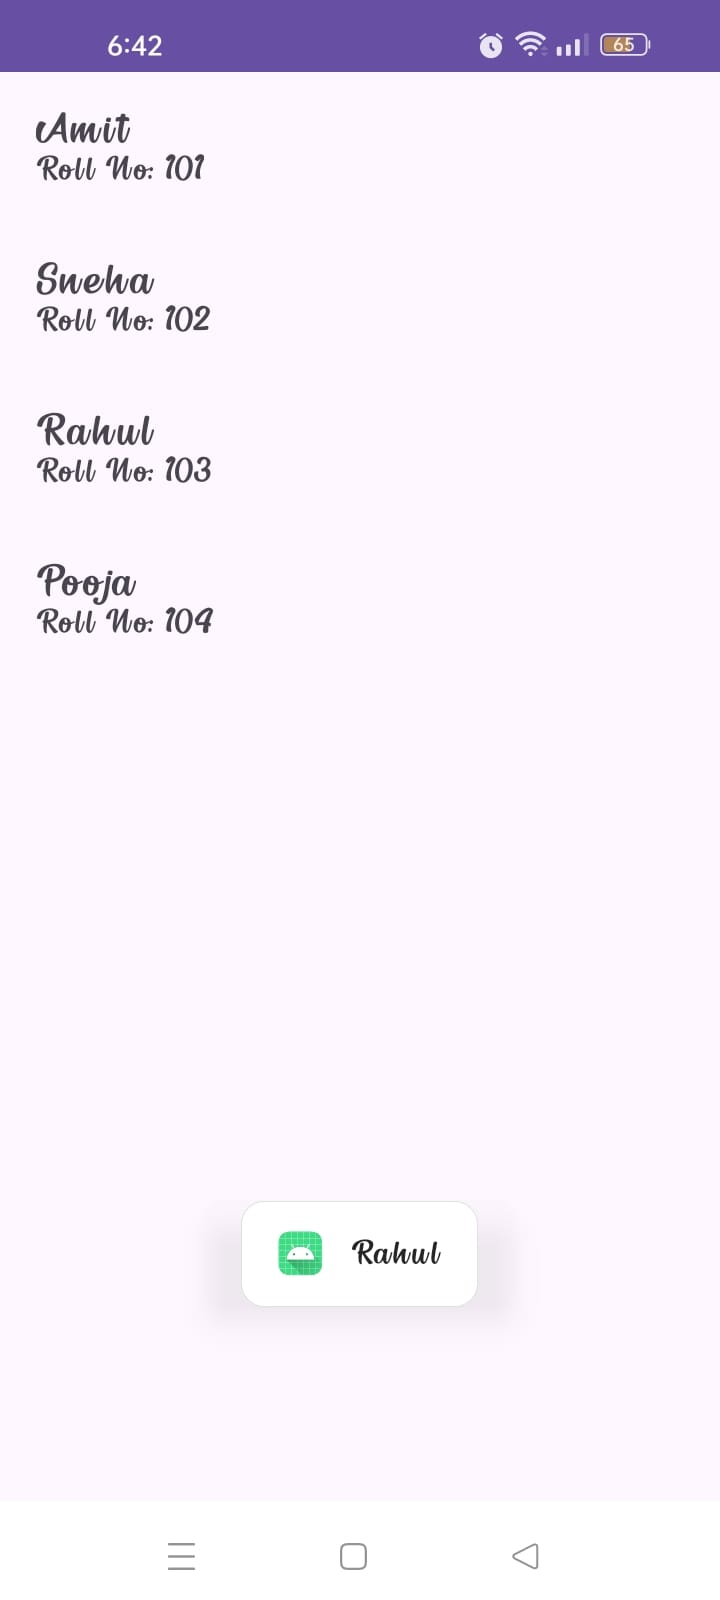 6:42
65
Amit
Roll No: 101
Sneha
Roll No: 102
Rahul
Roll No: 103
Pooja
Roll No: 104
Rahul